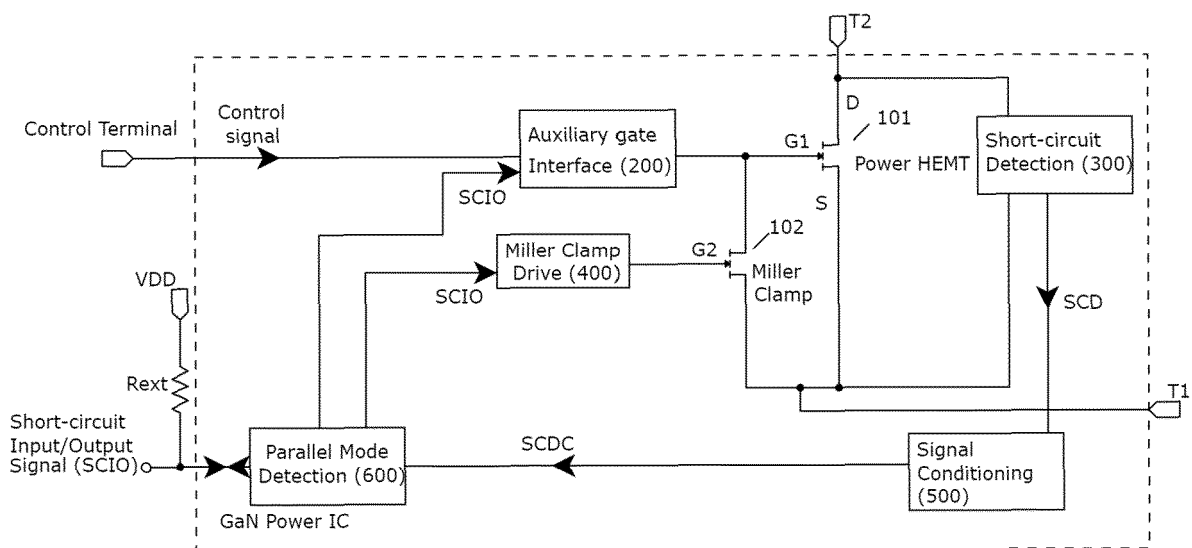 T2
Control Terminal
Control
signal
Auxiliary gate
Interface (200)
G1
D
101
Power HEMT
S
Short-circuit
Detection (300)
SCIO
Miller Clamp
Drive (400)
SCIO
G2
102
Miller
Clamp
SCD
VDD
Rext
T1
Short-circuit
Input/Output
Signal (SCIO)
Parallel Mode
Detection (600)
SCDC
Signal
Conditioning
(500)
GaN Power IC